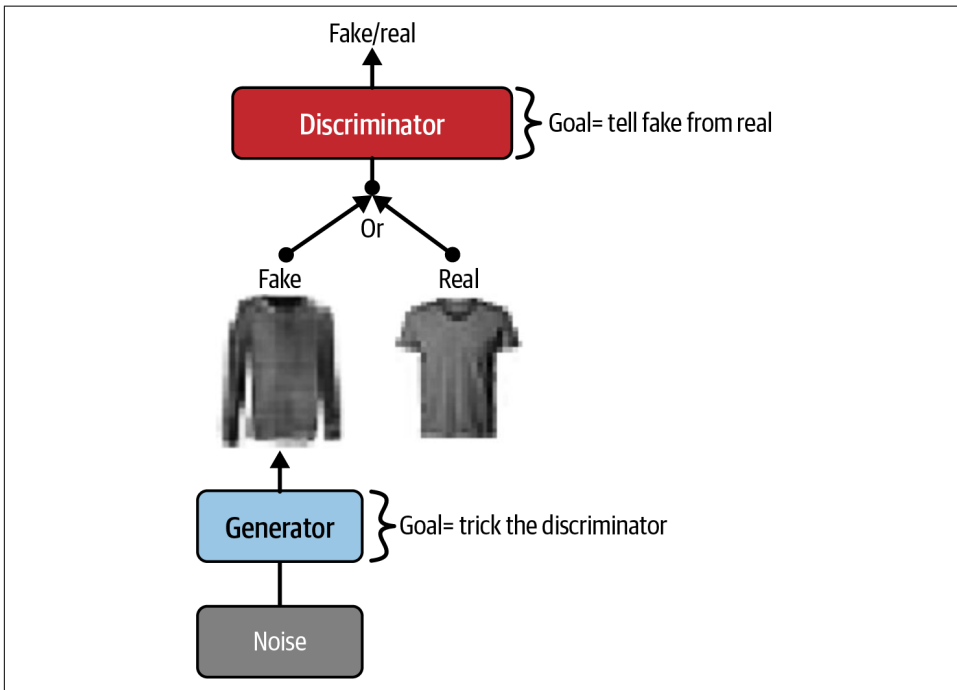 Fake/real
Discriminator
Goal= tell fake from real
Or
Fake
Real
Generator
Goal= trick the discriminator
Noise